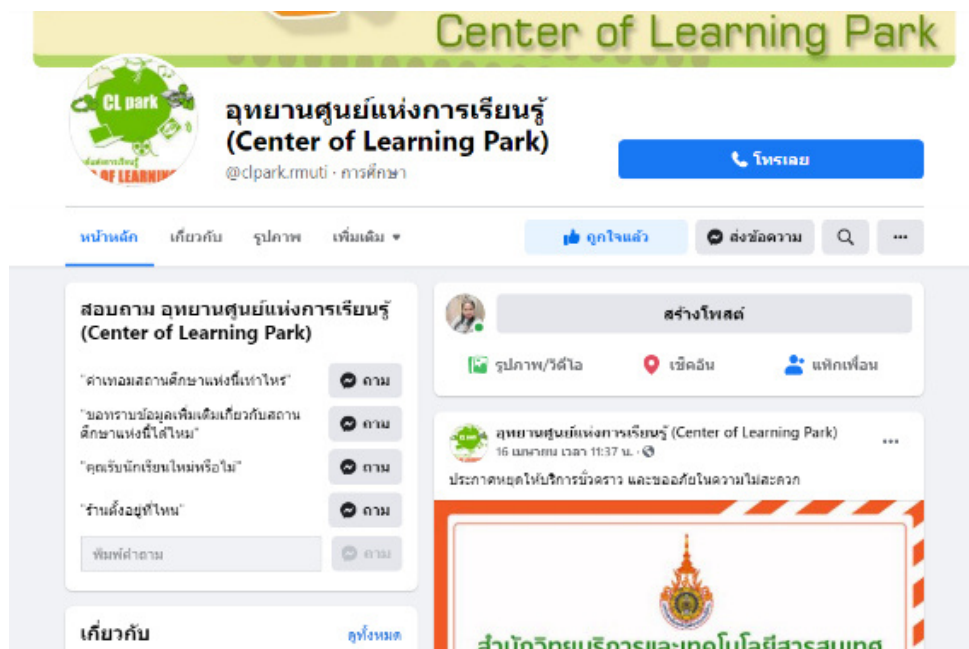 Center of Learning Park
CL park
อุทยานศูนย์แห่งการเรียนรู้
(Center of Learning Park)
@clpark.rmuti · การศึกษา
โทรเลย
หน้าหลัก
เกี่ยวกับ
รูปภาพ
เพิ่มเติม
ถูกใจแล้ว
ส่งข้อความ
สอบถาม อุทยานศูนย์แห่งการเรียนรู้
(Center of Learning Park)
"ค่าเทอมสถานศึกษาแห่งนี้เท่าไหร่"
ถาม
"ขอทราบข้อมูลเพิ่มเติมเกี่ยวกับสถาน
ศึกษาแห่งนี้ได้ไหม"
ถาม
"คุณรับนักเรียนใหม่หรือไม่"
ถาม
"ร้านตั้งอยู่ที่ไหน"
ถาม
พิมพ์คำถาม
ถาม
เกี่ยวกับ
ดูทั้งหมด
สร้างโพสต์
รูปภาพ/วิดีโอ
เช็คอิน
แท็กเพื่อน
อุทยานศูนย์แห่งการเรียนรู้ (Center of Learning Park)
16 เมษายน เวลา 11:37 น. ·
ประกาศหยุดให้บริการชั่วคราว และขออภัยในความไม่สะดวก
สำนักวิทยบริการและเทคโนโลยีสารสนเทศ